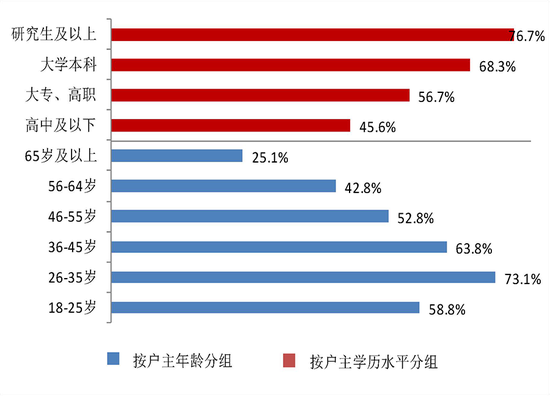 研究生及以上 76.7%
大学本科 68.3%
大专、高职 56.7%
高中及以下 45.6%
65岁及以上 25.1%
56-64岁 42.8%
46-55岁 52.8%
36-45岁 63.8%
26-35岁 73.1%
18-25岁 58.8%
按户主年龄分组 按户主学历水平分组